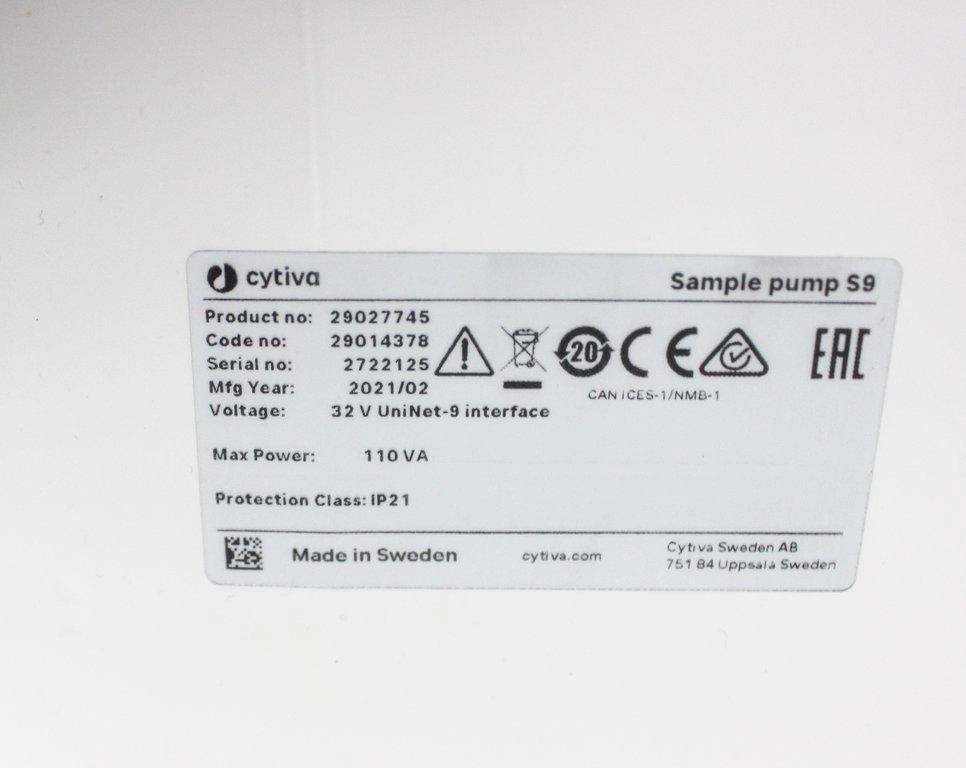 cytiva Sample pump S9
Product no: 29027745
Code no: 29014378
Serial no: 2722125
Mfg Year: 2021/02
Voltage: 32 V UniNet-9 interface
20 CE EAC
CAN ICES-1/NMB-1
Max Power: 110 VA
Protection Class: IP21
Made in Sweden cytiva.com
Cytiva Sweden AB
751 84 Uppsala Sweden